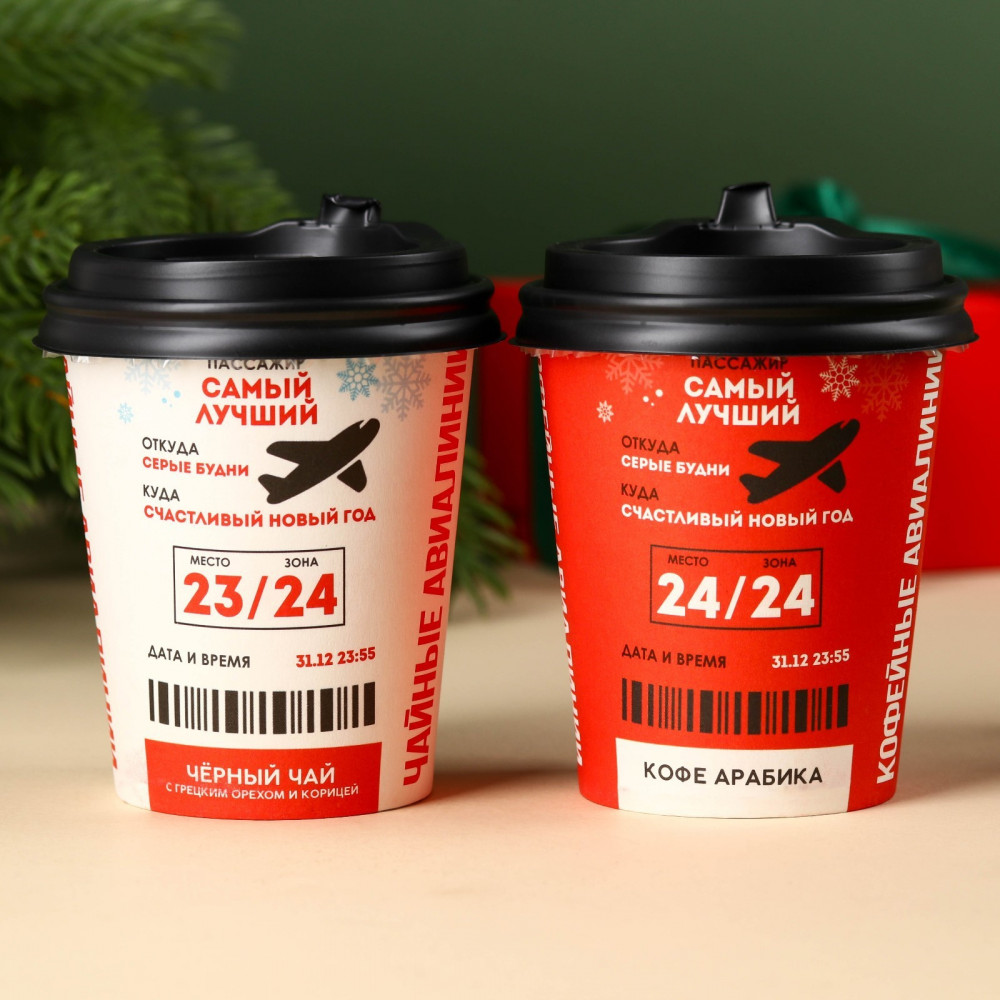 ПАССАЖИР
САМЫЙ
ЛУЧШИЙ
ОТКУДА
СЕРЫЕ БУДНИ
КУДА
СЧАСТЛИВЫЙ НОВЫЙ ГОД
МЕСТО ЗОНА
23/24
ДАТА И ВРЕМЯ 31.12 23:55
ЧЁРНЫЙ ЧАЙ
С ГРЕЦКИМ ОРЕХОМ И КОРИЦЕЙ
ЧАЙНЫЕ АВИАЛИНИИ
ПАССАЖИР
САМЫЙ
ЛУЧШИЙ
ОТКУДА
СЕРЫЕ БУДНИ
КУДА
СЧАСТЛИВЫЙ НОВЫЙ ГОД
МЕСТО ЗОНА
24/24
ДАТА И ВРЕМЯ 31.12 23:55
КОФЕ АРАБИКА
КОФЕЙНЫЕ АВИАЛИНИИ